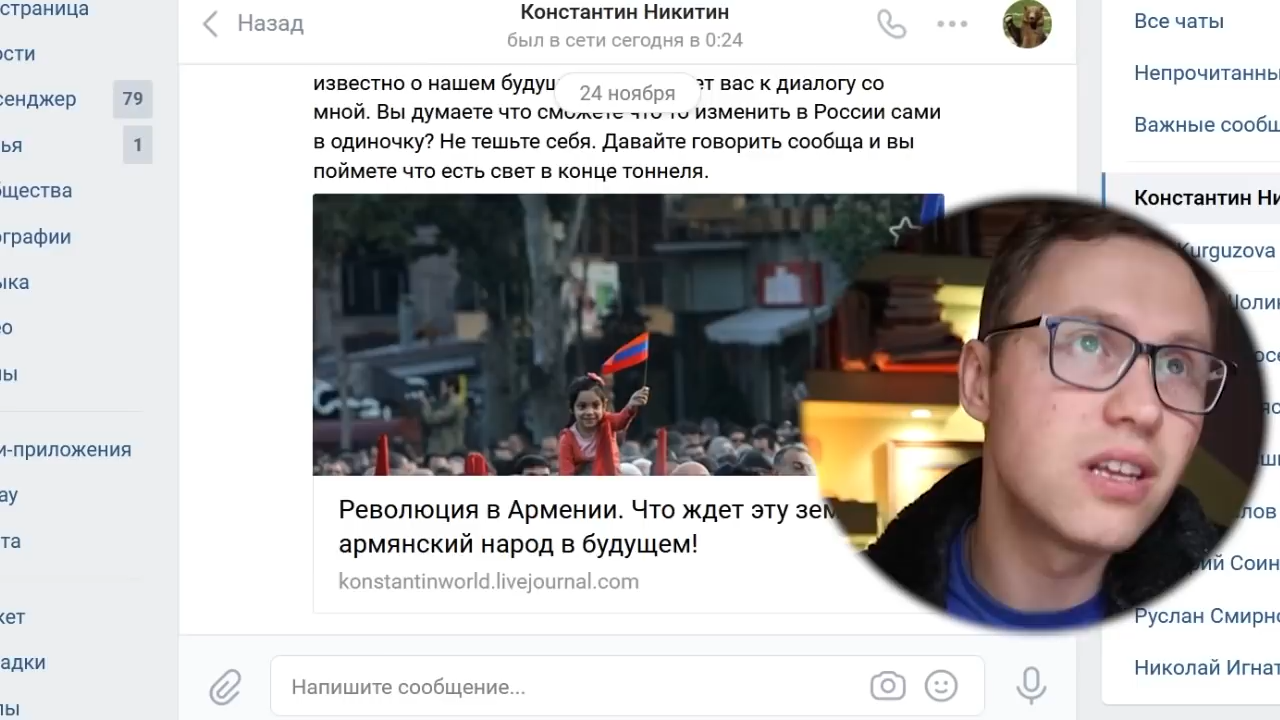 страница
ости
сенджер 79
ья 1
бщества
ографии
ыка
ео
ны
и-приложения
ay
та
кет
адки
лы
Назад
Константин Никитин
был в сети сегодня в 0:24
24 ноября
известно о нашем будущ ет вас к диалогу со
мной. Вы думаете что сможете что то изменить в России сами
в одиночку? Не тешьте себя. Давайте говорить сообща и вы
поймете что есть свет в конце тоннеля.
Революция в Армении. Что ждет эту зем
армянский народ в будущем!
konstantinworld.livejournal.com
Напишите сообщение...
Все чаты
Непрочитанны
Важные сообщ
Константин Ни
Kurguzova
Руслан Смирно
Николай Игнат